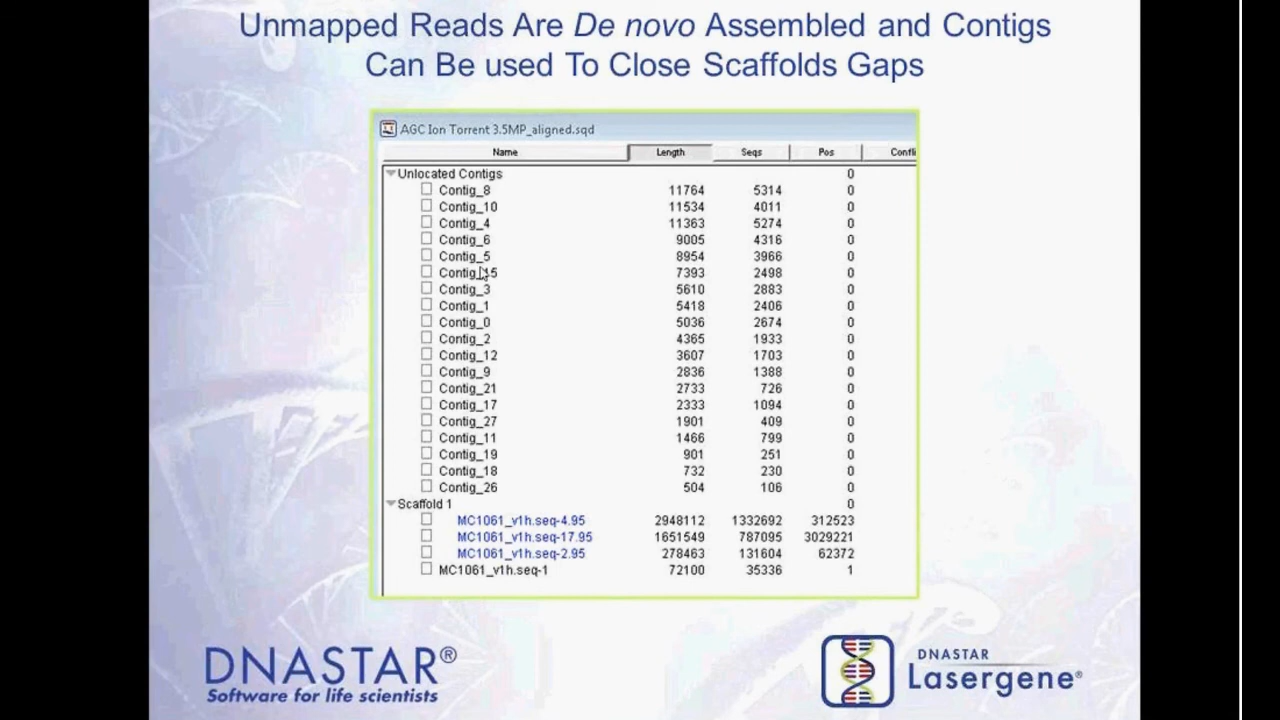 Unmapped Reads Are De novo Assembled and Contigs
Can Be used To Close Scaffolds Gaps
AGC Ion Torrent 3.5MP_aligned.sqd
Name Length Seqs Pos Confli
Unlocated Contigs 0
Contig_8 11764 5314 0
Contig_10 11534 4011 0
Contig_4 11363 5274 0
Contig_6 9005 4316 0
Contig_5 8954 3966 0
Contig_15 7393 2498 0
Contig_3 5610 2883 0
Contig_1 5418 2406 0
Contig_0 5036 2674 0
Contig_2 4365 1933 0
Contig_12 3607 1703 0
Contig_9 2836 1388 0
Contig_21 2733 726 0
Contig_17 2333 1094 0
Contig_27 1901 409 0
Contig_11 1466 799 0
Contig_19 901 251 0
Contig_18 732 230 0
Contig_26 504 106 0
Scaffold 1 0
MC1061_v1h.seq-4.95 2948112 1332692 312523
MC1061_v1h.seq-17.95 1651549 787095 3029221
MC1061_v1h.seq-2.95 278463 131604 62372
MC1061_v1h.seq-1 72100 35336 1
DNASTAR®
Software for life scientists
DNASTAR
Lasergene®